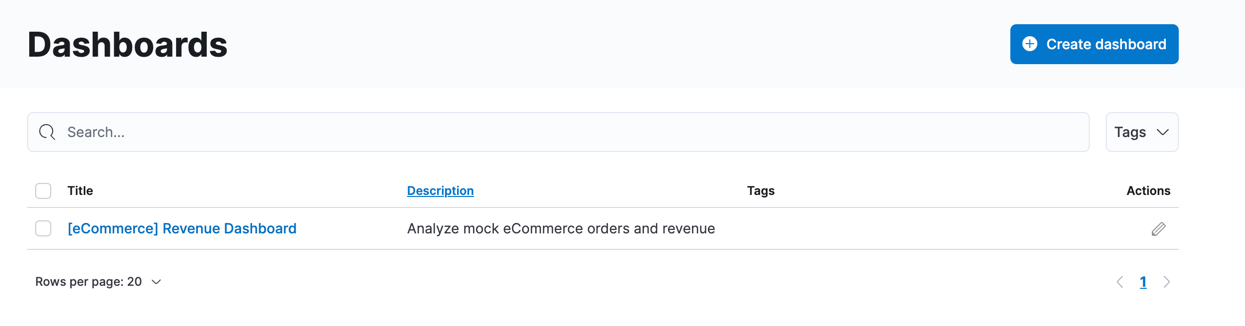 Dashboards
Create dashboard
Search...
Tags
Title Description Tags Actions
[eCommerce] Revenue Dashboard Analyze mock eCommerce orders and revenue
Rows per page: 20
1